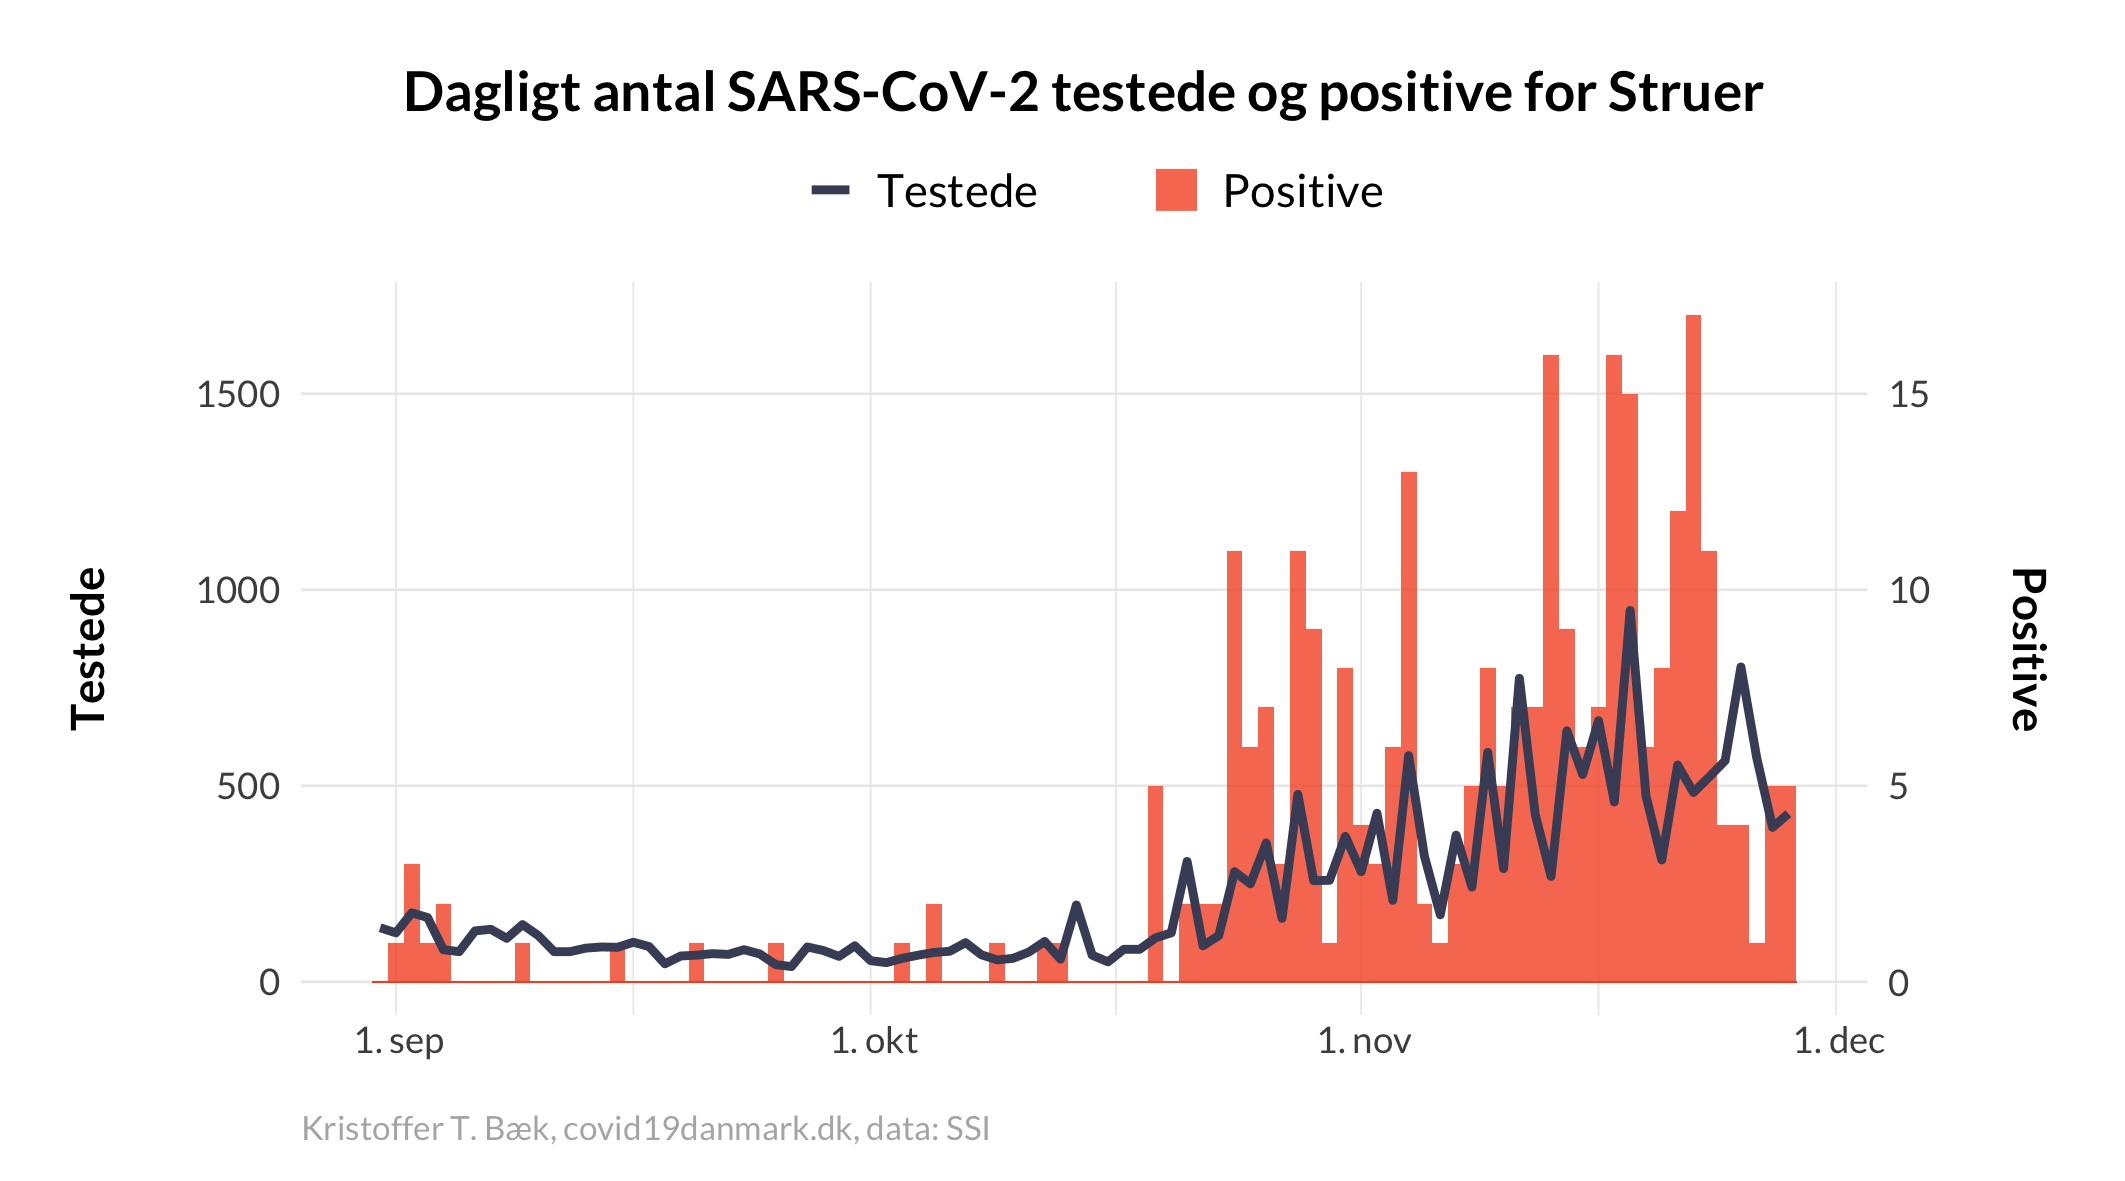 Dagligt antal SARS-CoV-2 testede og positive for Struer
Testede
Positive
1500
1000
500
0
15
10
5
0
Testede
Positive
1. sep
1. okt
1. nov
1. dec
Kristoffer T. Bæk, covid19danmark.dk, data: SSI